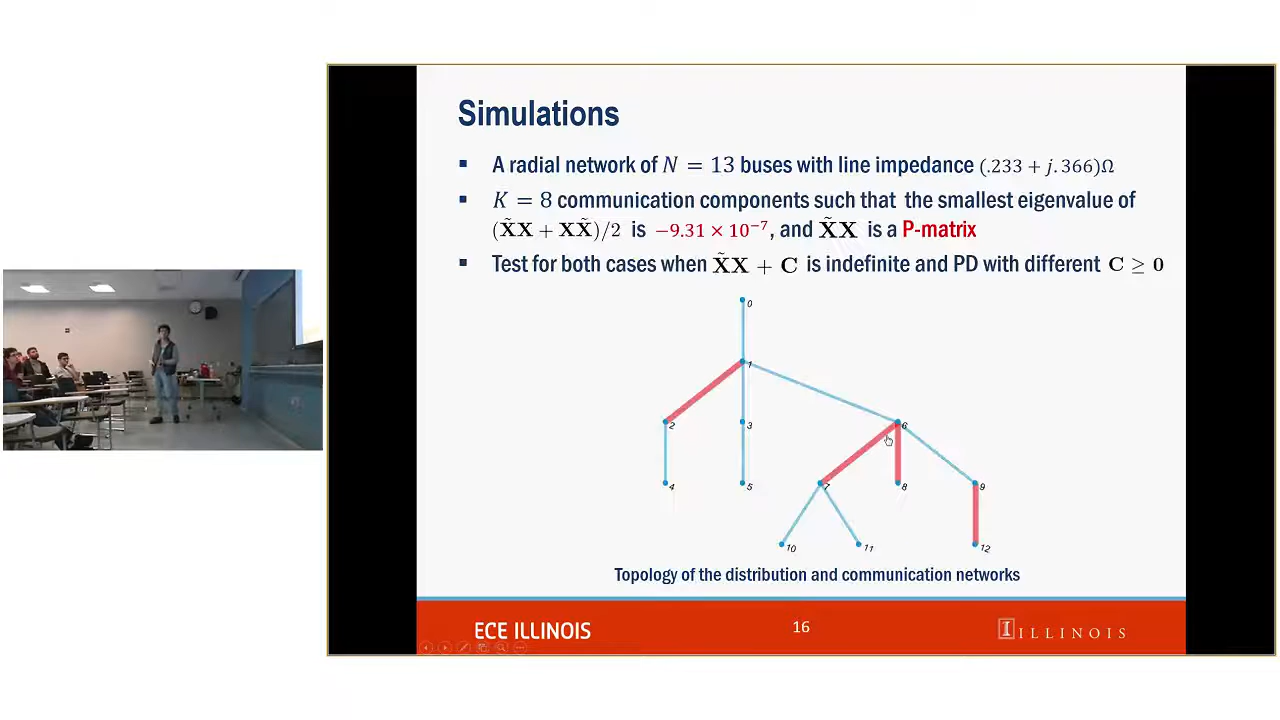 Simulations
▪ A radial network of N = 13 buses with line impedance (.233 + j.366)Ω
▪ K = 8 communication components such that the smallest eigenvalue of
(X̃X + XX̃)/2 is −9.31 × 10⁻⁷, and X̃X is a P-matrix
▪ Test for both cases when X̃X + C is indefinite and PD with different C ≥ 0
0
1
2
3
6
4
5
7
8
9
10
11
12
Topology of the distribution and communication networks
ECE ILLINOIS
16
I ILLINOIS